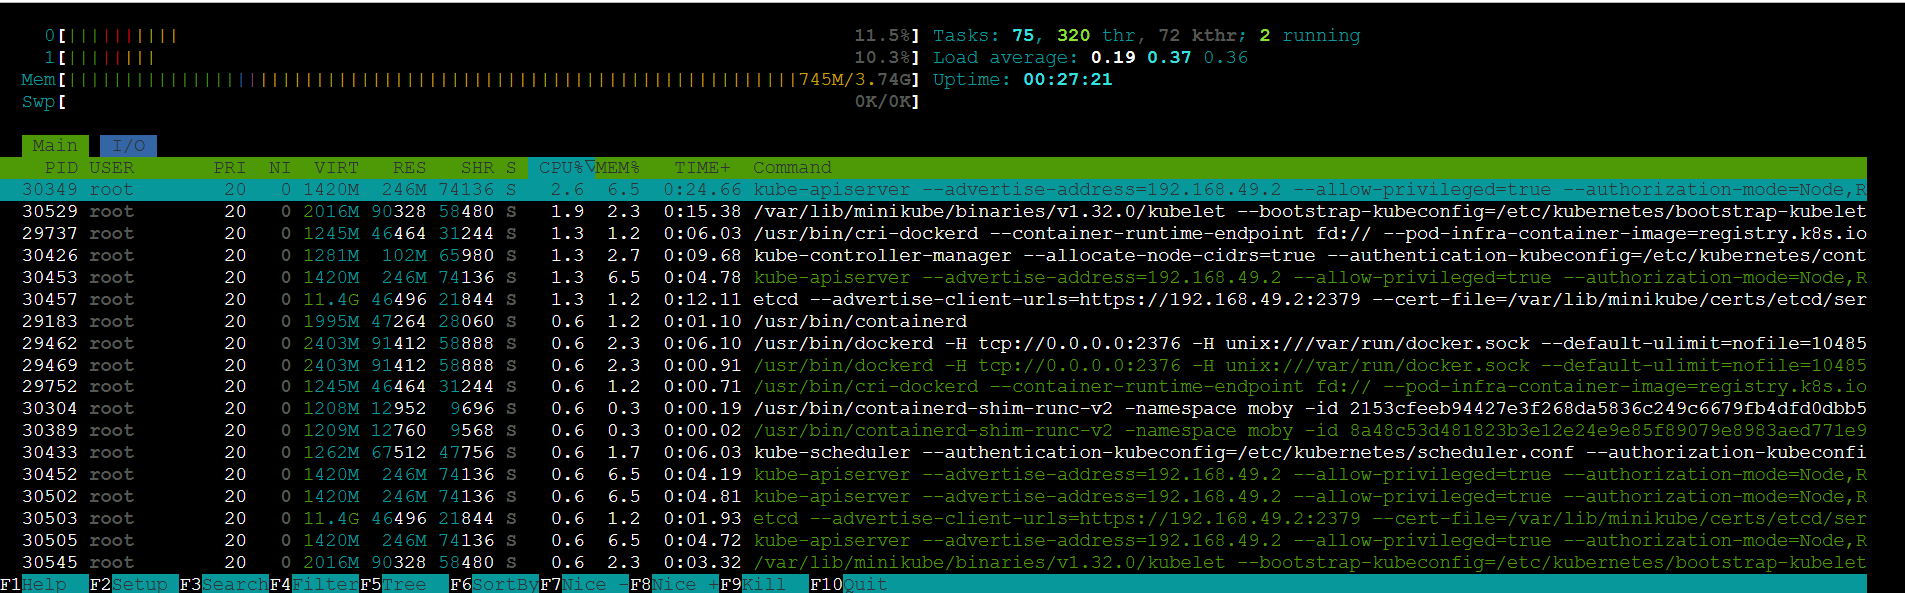 0[|||||||||| 11.5%] Tasks: 75, 320 thr, 72 kthr; 2 running
1[|||||||| 10.3%] Load average: 0.19 0.37 0.36
Mem[|||||||||||||||||||||||||||||||||||||||||||||||||||||||||||||||||745M/3.74G] Uptime: 00:27:21
Swp[ 0K/0K]
Main I/O
PID USER PRI NI VIRT RES SHR S CPU%▽MEM% TIME+ Command
30349 root 20 0 1420M 246M 74136 S 2.6 6.5 0:24.66 kube-apiserver --advertise-address=192.168.49.2 --allow-privileged=true --authorization-mode=Node,R
30529 root 20 0 2016M 90328 58480 S 1.9 2.3 0:15.38 /var/lib/minikube/binaries/v1.32.0/kubelet --bootstrap-kubeconfig=/etc/kubernetes/bootstrap-kubelet
29737 root 20 0 1245M 46464 31244 S 1.3 1.2 0:06.03 /usr/bin/cri-dockerd --container-runtime-endpoint fd:// --pod-infra-container-image=registry.k8s.io
30426 root 20 0 1281M 102M 65980 S 1.3 2.7 0:09.68 kube-controller-manager --allocate-node-cidrs=true --authentication-kubeconfig=/etc/kubernetes/cont
30453 root 20 0 1420M 246M 74136 S 1.3 6.5 0:04.78 kube-apiserver --advertise-address=192.168.49.2 --allow-privileged=true --authorization-mode=Node,R
30457 root 20 0 11.4G 46496 21844 S 1.3 1.2 0:12.11 etcd --advertise-client-urls=https://192.168.49.2:2379 --cert-file=/var/lib/minikube/certs/etcd/ser
29183 root 20 0 1995M 47264 28060 S 0.6 1.2 0:01.10 /usr/bin/containerd
29462 root 20 0 2403M 91412 58888 S 0.6 2.3 0:06.10 /usr/bin/dockerd -H tcp://0.0.0.0:2376 -H unix:///var/run/docker.sock --default-ulimit=nofile=10485
29469 root 20 0 2403M 91412 58888 S 0.6 2.3 0:00.91 /usr/bin/dockerd -H tcp://0.0.0.0:2376 -H unix:///var/run/docker.sock --default-ulimit=nofile=10485
29752 root 20 0 1245M 46464 31244 S 0.6 1.2 0:00.71 /usr/bin/cri-dockerd --container-runtime-endpoint fd:// --pod-infra-container-image=registry.k8s.io
30304 root 20 0 1208M 12952 9696 S 0.6 0.3 0:00.19 /usr/bin/containerd-shim-runc-v2 -namespace moby -id 2153cfeeb94427e3f268da5836c249c6679fb4dfd0dbb5
30389 root 20 0 1209M 12760 9568 S 0.6 0.3 0:00.02 /usr/bin/containerd-shim-runc-v2 -namespace moby -id 8a48c53d481823b3e12e24e9e85f89079e8983aed771e9
30433 root 20 0 1262M 67512 47756 S 0.6 1.7 0:06.03 kube-scheduler --authentication-kubeconfig=/etc/kubernetes/scheduler.conf --authorization-kubeconfi
30452 root 20 0 1420M 246M 74136 S 0.6 6.5 0:04.19 kube-apiserver --advertise-address=192.168.49.2 --allow-privileged=true --authorization-mode=Node,R
30502 root 20 0 1420M 246M 74136 S 0.6 6.5 0:04.81 kube-apiserver --advertise-address=192.168.49.2 --allow-privileged=true --authorization-mode=Node,R
30503 root 20 0 11.4G 46496 21844 S 0.6 1.2 0:01.93 etcd --advertise-client-urls=https://192.168.49.2:2379 --cert-file=/var/lib/minikube/certs/etcd/ser
30505 root 20 0 1420M 246M 74136 S 0.6 6.5 0:04.72 kube-apiserver --advertise-address=192.168.49.2 --allow-privileged=true --authorization-mode=Node,R
30545 root 20 0 2016M 90328 58480 S 0.6 2.3 0:03.32 /var/lib/minikube/binaries/v1.32.0/kubelet --bootstrap-kubeconfig=/etc/kubernetes/bootstrap-kubelet
F1Help F2Setup F3SearchF4FilterF5Tree F6SortByF7Nice -F8Nice +F9Kill F10Quit